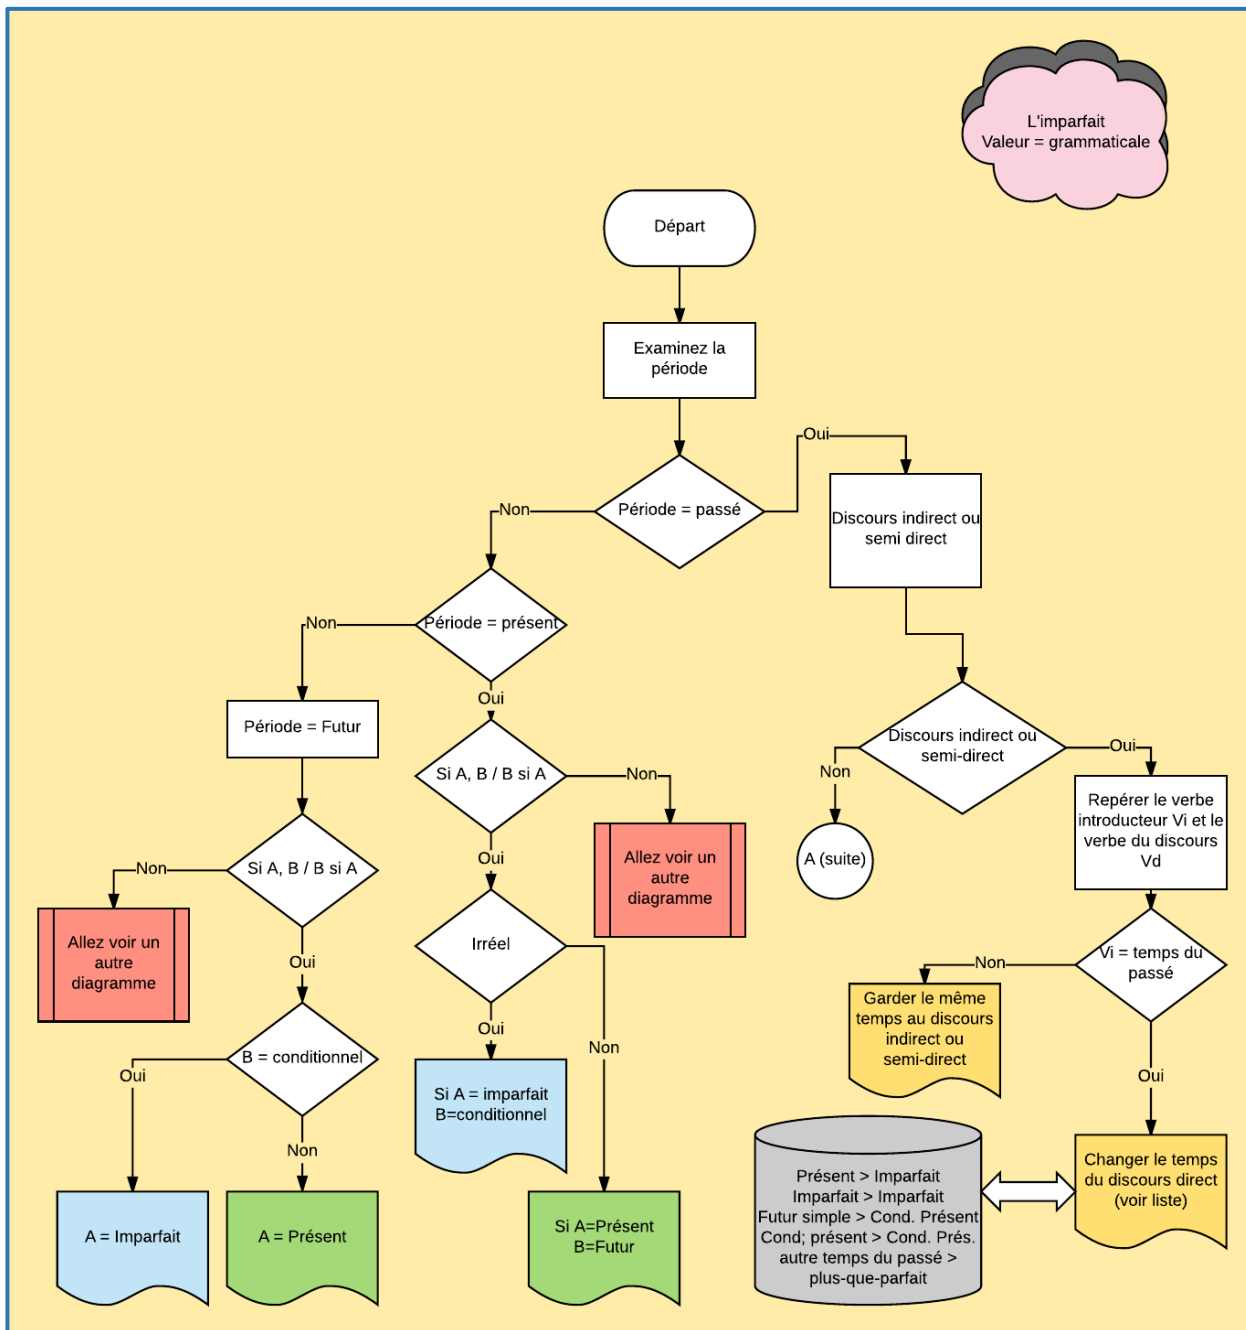 L'imparfait
Valeur = grammaticale
Départ
Examinez la
période
Oui
Période = passé
Non
Discours indirect ou
semi direct
Période = présent
Non
Oui
Période = Futur
Discours indirect ou
semi-direct
Oui
Non
Si A, B / B si A
Non
Repérer le verbe
introducteur Vi et le
verbe du discours
Vd
A (suite)
Oui
Allez voir un
autre
diagramme
Si A, B / B si A
Non
Allez voir un
autre
diagramme
Oui
Irréel
Vi = temps du
passé
Non
Garder le même
temps au discours
indirect ou
semi-direct
Oui
Non
B = conditionnel
Oui
Oui
Si A = imparfait
B=conditionnel
Non
Changer le temps
du discours direct
(voir liste)
Présent > Imparfait
Imparfait > Imparfait
Futur simple > Cond. Présent
Cond; présent > Cond. Prés.
autre temps du passé >
plus-que-parfait
A = Imparfait
A = Présent
Si A=Présent
B=Futur